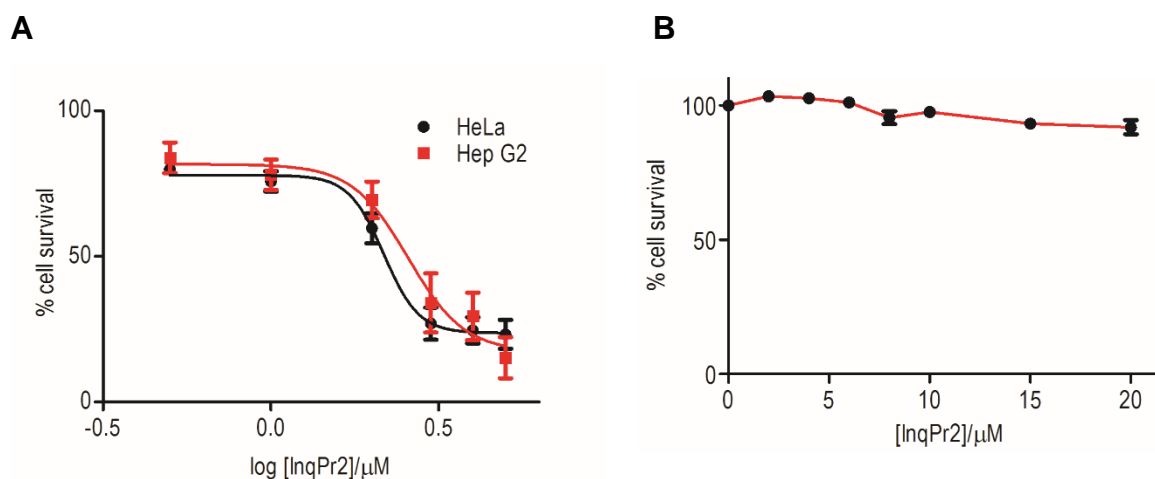 A
B
HeLa
Hep G2
100
50
0
% cell survival
-0.5
0.0
0.5
log [InqPr2]/μM
100
50
0
% cell survival
0
5
10
15
20
[InqPr2]/μM